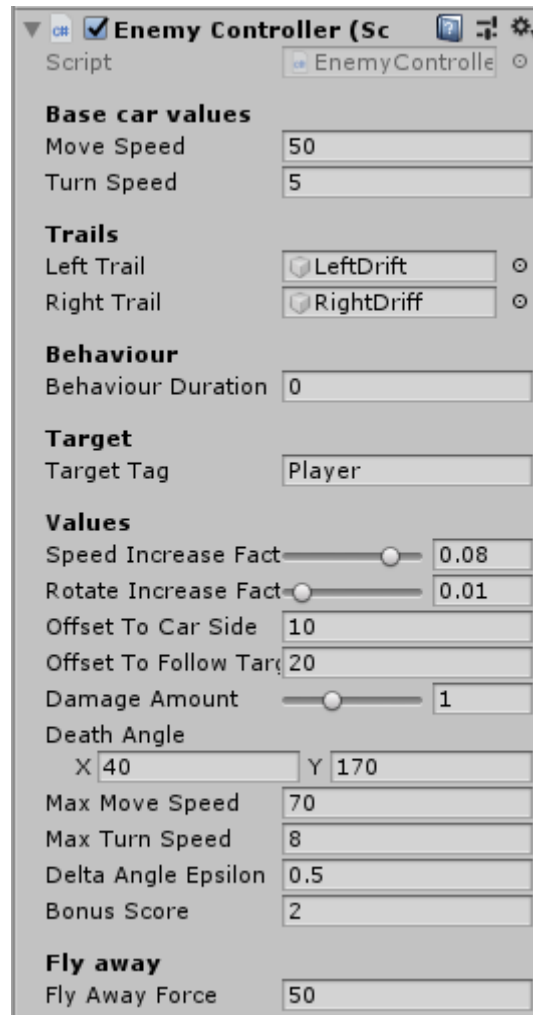 Enemy Controller (Sc
Script EnemyControlle
Base car values
Move Speed 50
Turn Speed 5
Trails
Left Trail LeftDrift
Right Trail RightDriff
Behaviour
Behaviour Duration 0
Target
Target Tag Player
Values
Speed Increase Fact 0.08
Rotate Increase Fact 0.01
Offset To Car Side 10
Offset To Follow Targ 20
Damage Amount 1
Death Angle
X 40 Y 170
Max Move Speed 70
Max Turn Speed 8
Delta Angle Epsilon 0.5
Bonus Score 2
Fly away
Fly Away Force 50